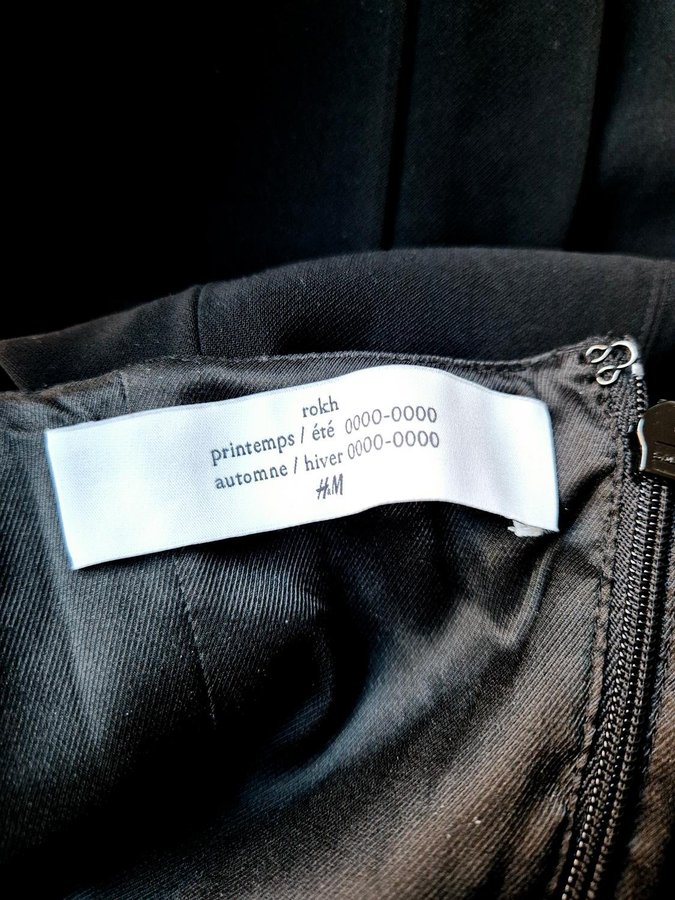 rokh
printemps / été 0000-0000
automne / hiver 0000-0000
H&M